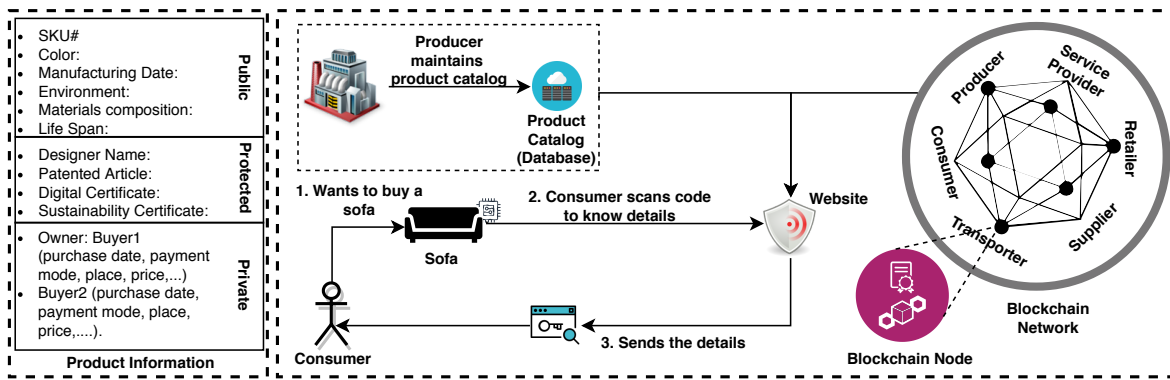 • SKU#
• Color:
• Manufacturing Date:
• Environment:
• Materials composition:
• Life Span:
Public
• Designer Name:
• Patented Article:
• Digital Certificate:
• Sustainability Certificate:
Protected
• Owner: Buyer1
(purchase date, payment
mode, place, price,...)
• Buyer2 (purchase date,
payment mode, place,
price,....).
Private
Product Information
Producer
maintains
product catalog
Product
Catalog
(Database)
1. Wants to buy a
sofa
Sofa
2. Consumer scans code
to know details
Website
3. Sends the details
Consumer
Producer
Service
Provider
Retailer
Supplier
Transporter
Consumer
Blockchain
Network
Blockchain Node